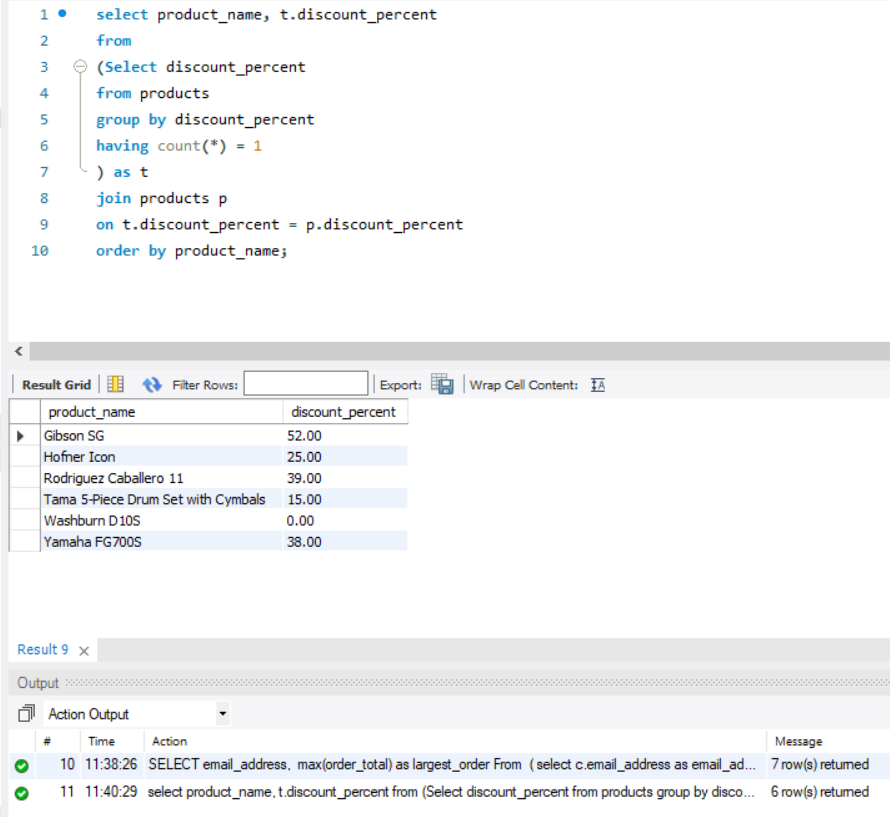 1 select product_name, t.discount_percent
2 from
3 (Select discount_percent
4 from products
5 group by discount_percent
6 having count(*) = 1
7 ) as t
8 join products p
9 on t.discount_percent = p.discount_percent
10 order by product_name;
Result Grid Filter Rows: Export: Wrap Cell Content: IA
product_name discount_percent
Gibson SG 52.00
Hofner Icon 25.00
Rodriguez Caballero 11 39.00
Tama 5-Piece Drum Set with Cymbals 15.00
Washburn D10S 0.00
Yamaha FG700S 38.00
Result 9
Output
Action Output
# Time Action Message
10 11:38:26 SELECT email_address, max(order_total) as largest_order From ( select c.email_address as email_ad... 7 row(s) returned
11 11:40:29 select product_name, t.discount_percent from (Select discount_percent from products group by disco... 6 row(s) returned